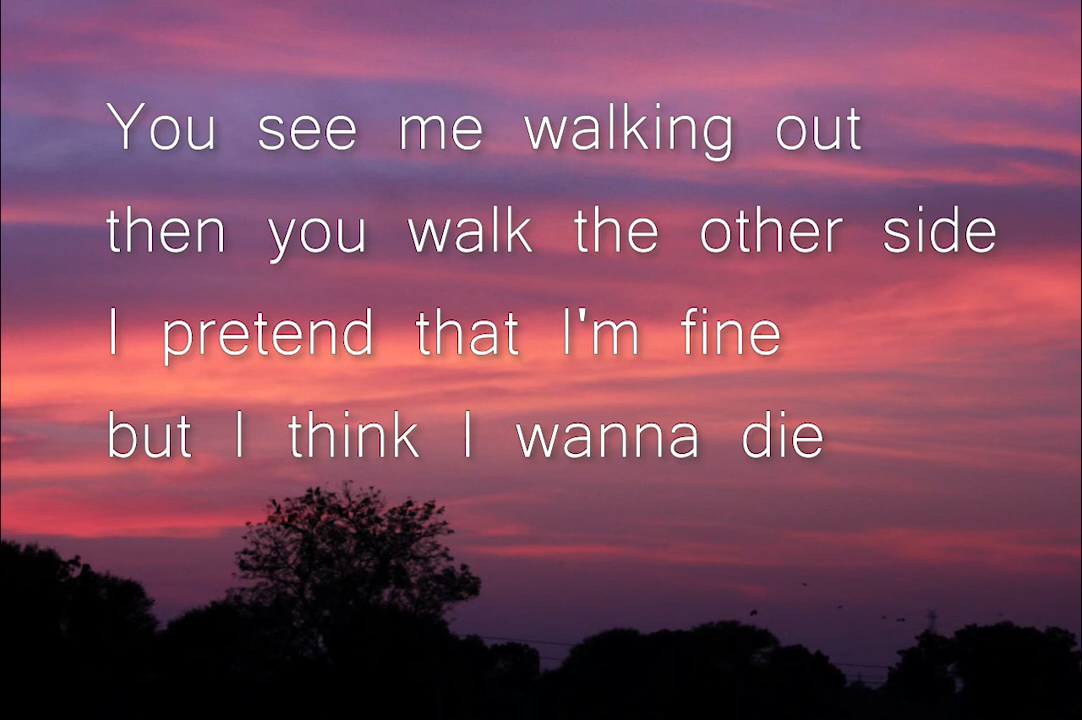 You see me walking out
then you walk the other side
I pretend that I'm fine
but I think I wanna die